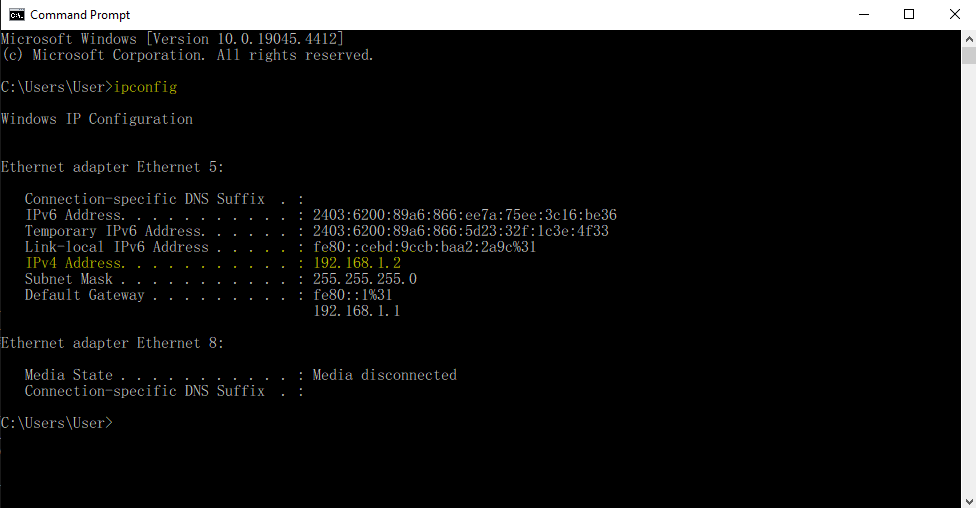 Command Prompt
Microsoft Windows [Version 10.0.19045.4412]
(c) Microsoft Corporation. All rights reserved.
C:\Users\User>ipconfig
Windows IP Configuration
Ethernet adapter Ethernet 5:
Connection-specific DNS Suffix  . :
IPv6 Address. . . . . . . . . . . : 2403:6200:89a6:866:ee7a:75ee:3c16:be36
Temporary IPv6 Address. . . . . . : 2403:6200:89a6:866:5d23:32f:1c3e:4f33
Link-local IPv6 Address . . . . . : fe80::cebd:9ccb:baa2:2a9c%31
IPv4 Address. . . . . . . . . . . : 192.168.1.2
Subnet Mask . . . . . . . . . . . : 255.255.255.0
Default Gateway . . . . . . . . . : fe80::1%31
192.168.1.1
Ethernet adapter Ethernet 8:
Media State . . . . . . . . . . . : Media disconnected
Connection-specific DNS Suffix  . :
C:\Users\User>